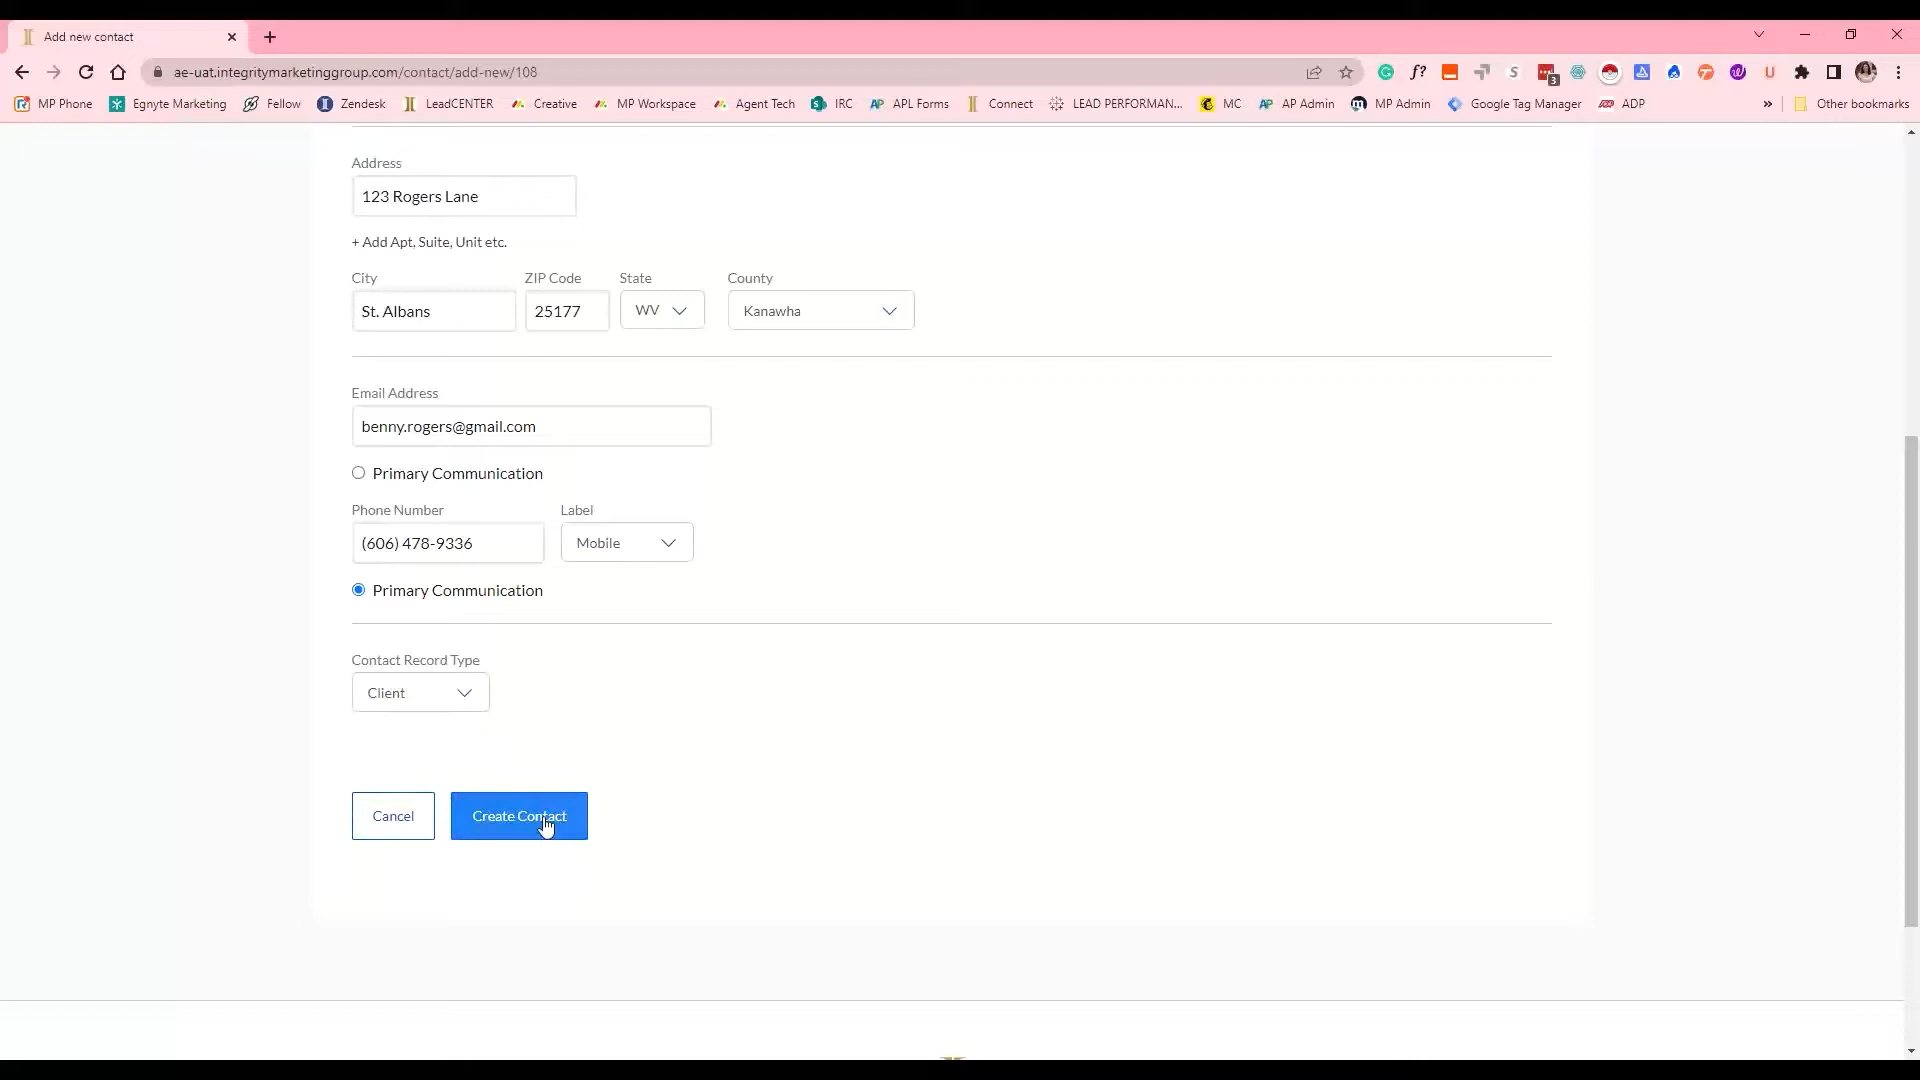 Add new contact
ae-uat.integritymarketinggroup.com/contact/add-new/108
f?
S
3
U
MP Phone
Egnyte Marketing
Fellow
Zendesk
LeadCENTER
Creative
MP Workspace
Agent Tech
IRC
APL Forms
Connect
LEAD PERFORMAN...
MC
AP Admin
MP Admin
Google Tag Manager
ADP
»
Other bookmarks
Address
123 Rogers Lane
+ Add Apt, Suite, Unit etc.
City ZIP Code State County
St. Albans 25177 WV Kanawha
Email Address
benny.rogers@gmail.com
Primary Communication
Phone Number Label
(606) 478-9336 Mobile
Primary Communication
Contact Record Type
Client
Cancel Create Contact